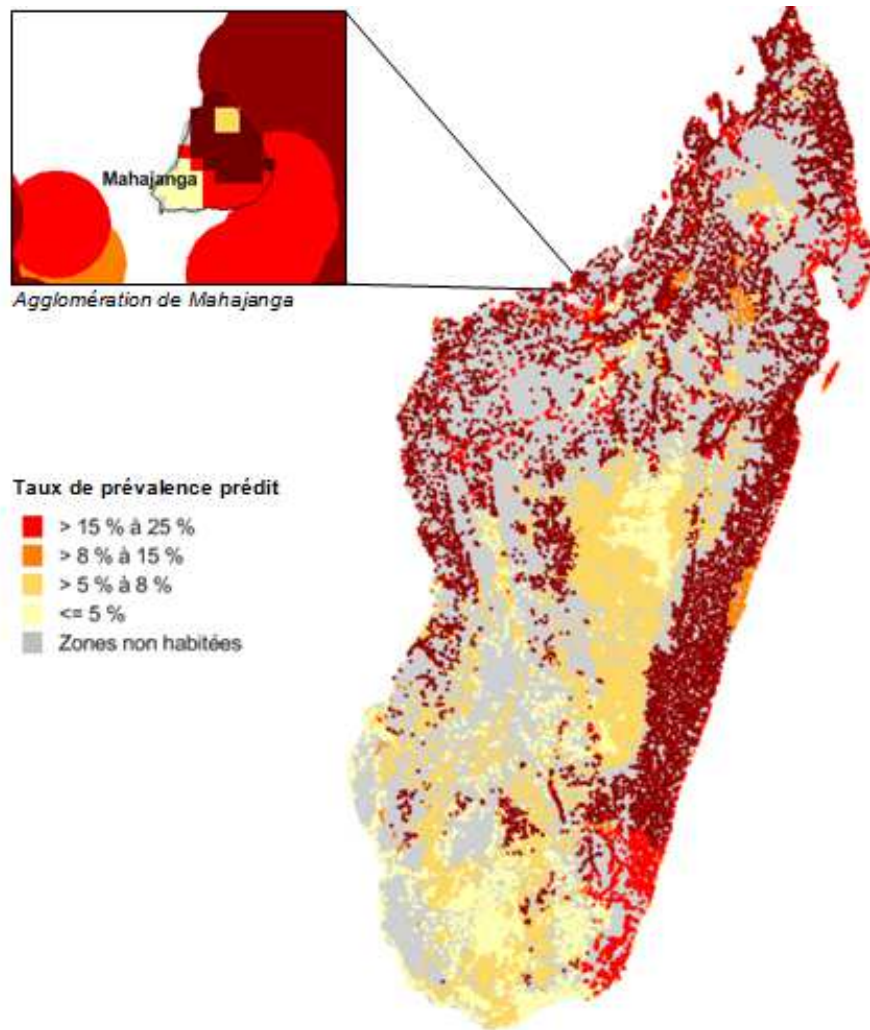 Mahajanga
Agglomération de Mahajanga
Taux de prévalence prédit
> 15 % à 25 %
> 8 % à 15 %
> 5 % à 8 %
<= 5 %
Zones non habitées